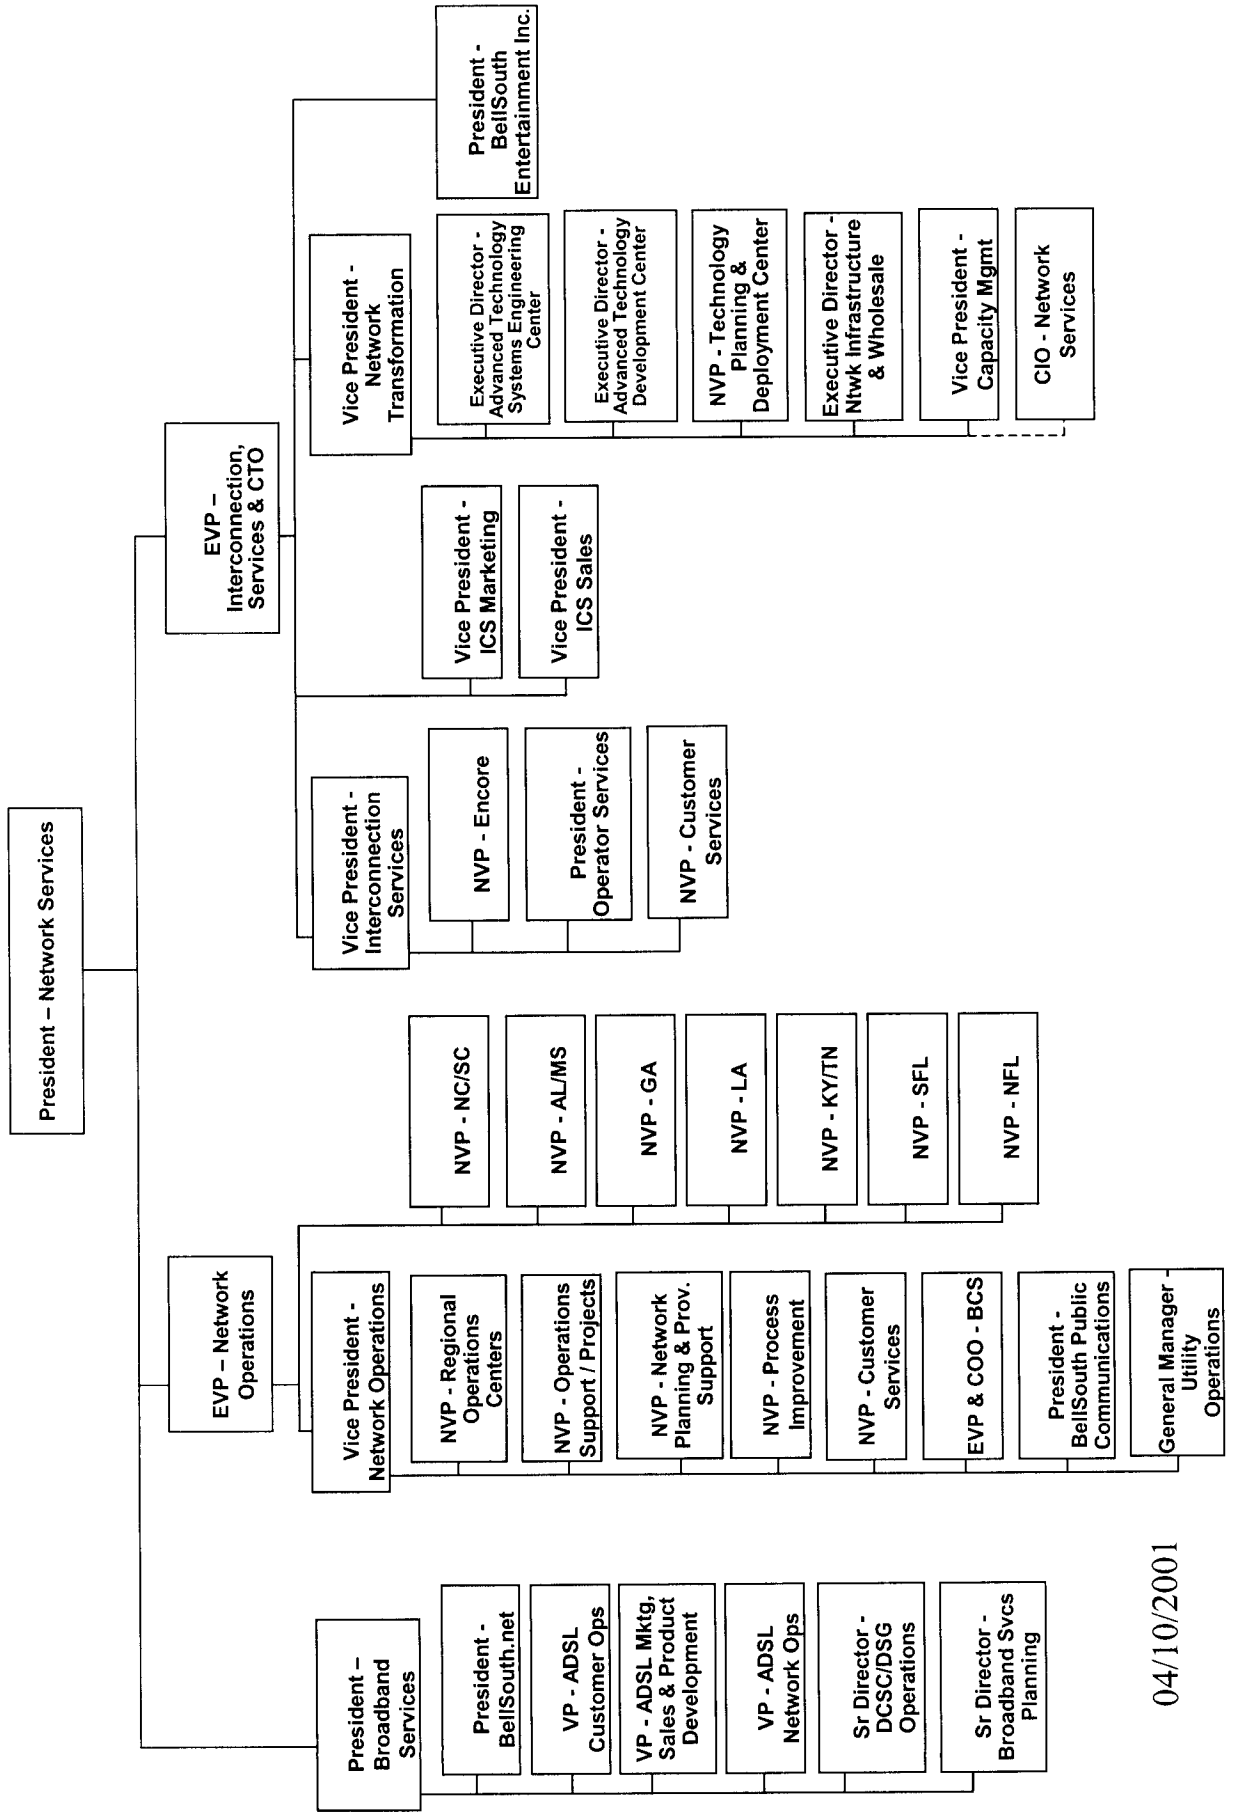 President – Network Services
President –
Broadband
Services
President -
BellSouth.net
VP - ADSL
Customer Ops
VP - ADSL Mktg,
Sales & Product
Development
VP - ADSL
Network Ops
Sr Director -
DCSC/DSG
Operations
Sr Director -
Broadband Svcs
Planning
EVP – Network
Operations
Vice President -
Network Operations
NVP - Regional
Operations
Centers
NVP - Operations
Support / Projects
NVP - Network
Planning & Prov.
Support
NVP - Process
Improvement
NVP - Customer
Services
EVP & COO - BCS
President -
BellSouth Public
Communications
General Manager -
Utility
Operations
NVP - NC/SC
NVP - AL/MS
NVP - GA
NVP - LA
NVP - KY/TN
NVP - SFL
NVP - NFL
EVP –
Interconnection,
Services & CTO
Vice President -
Interconnection
Services
NVP - Encore
President -
Operator Services
NVP - Customer
Services
Vice President -
ICS Marketing
Vice President -
ICS Sales
Vice President -
Network
Transformation
Executive Director -
Advanced Technology
Systems Engineering
Center
Executive Director -
Advanced Technology
Development Center
NVP - Technology
Planning &
Deployment Center
Executive Director -
Ntwk Infrastructure
& Wholesale
Vice President -
Capacity Mgmt
CIO - Network
Services
President -
BellSouth
Entertainment Inc.
04/10/2001